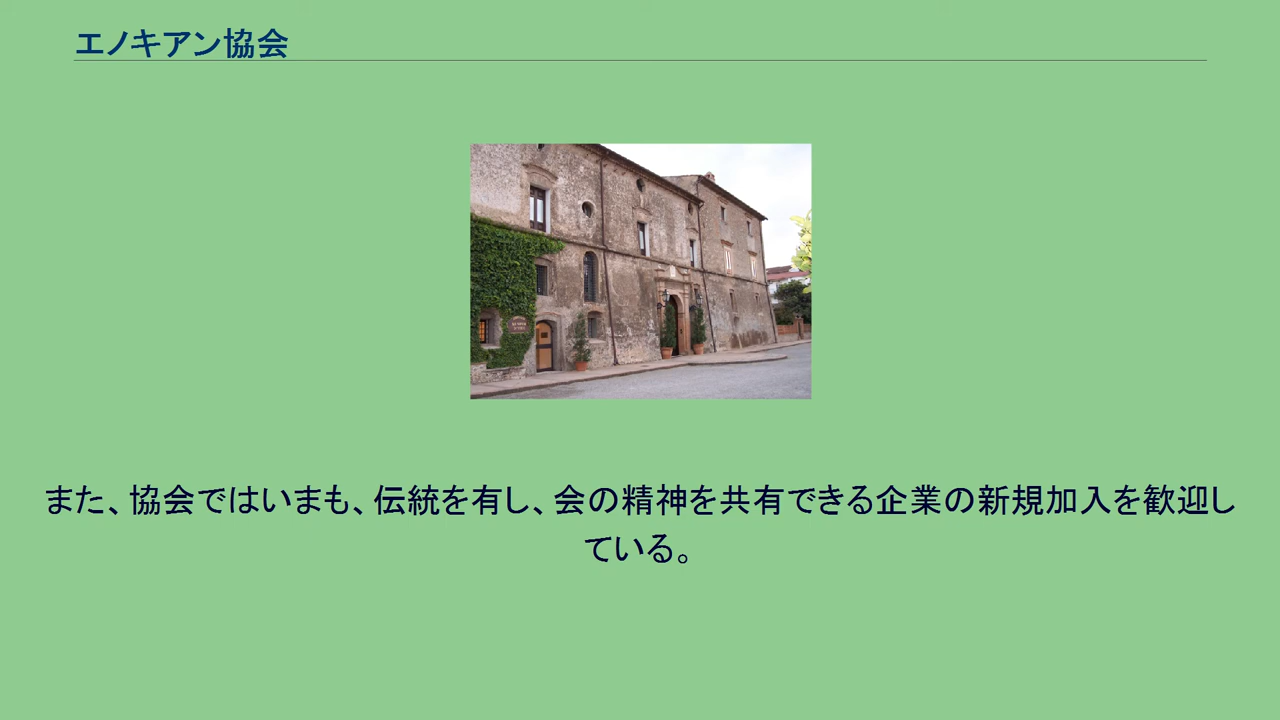 エノキアン協会
また、協会ではいまも、伝統を有し、会の精神を共有できる企業の新規加入を歓迎し
ている。